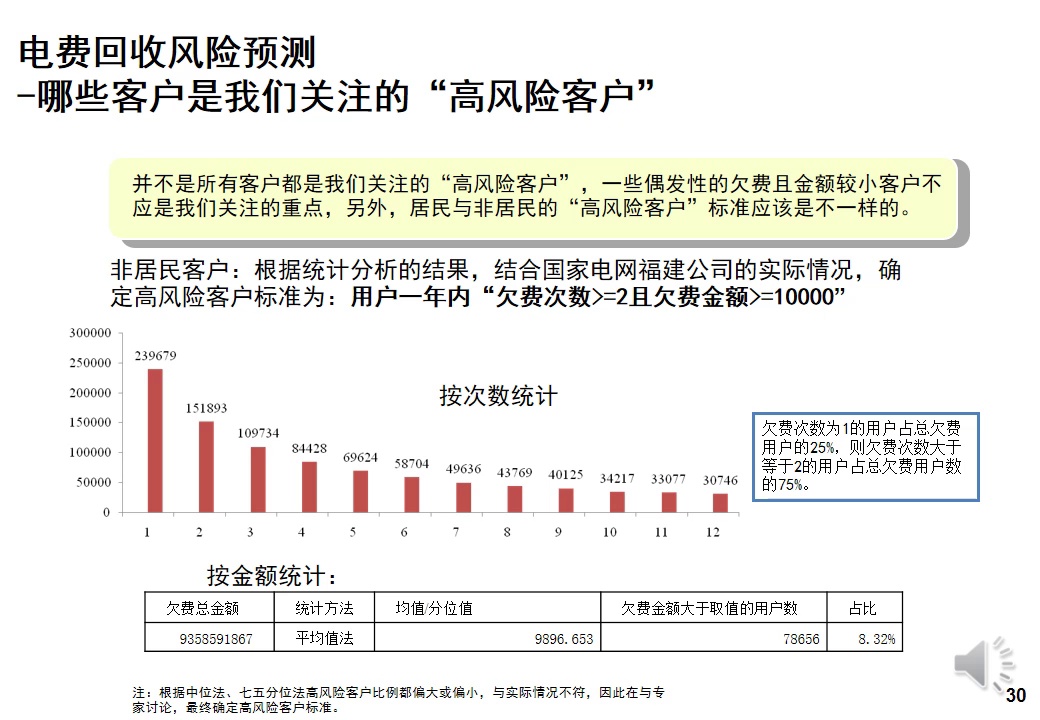 电费回收风险预测
-哪些客户是我们关注的“高风险客户”
并不是所有客户都是我们关注的“高风险客户”，一些偶发性的欠费且金额较小客户不
应是我们关注的重点，另外，居民与非居民的“高风险客户”标准应该是不一样的。
非居民客户：根据统计分析的结果，结合国家电网福建公司的实际情况，确
定高风险客户标准为：用户一年内“欠费次数>=2且欠费金额>=10000”
300000
250000
200000
150000
100000
50000
0
239679
151893
109734
84428
69624
58704
49636
43769
40125
34217
33077
30746
1 2 3 4 5 6 7 8 9 10 11 12
按次数统计
欠费次数为1的用户占总欠费
用户的25%，则欠费次数大于
等于2的用户占总欠费用户数
的75%。
按金额统计：
欠费总金额 统计方法 均值/分位值 欠费金额大于取值的用户数 占比
9358591867 平均值法 9896.653 78656 8.32%
注：根据中位法、七五分位法高风险客户比例都偏大或偏小，与实际情况不符，因此在与专
家讨论，最终确定高风险客户标准。
30